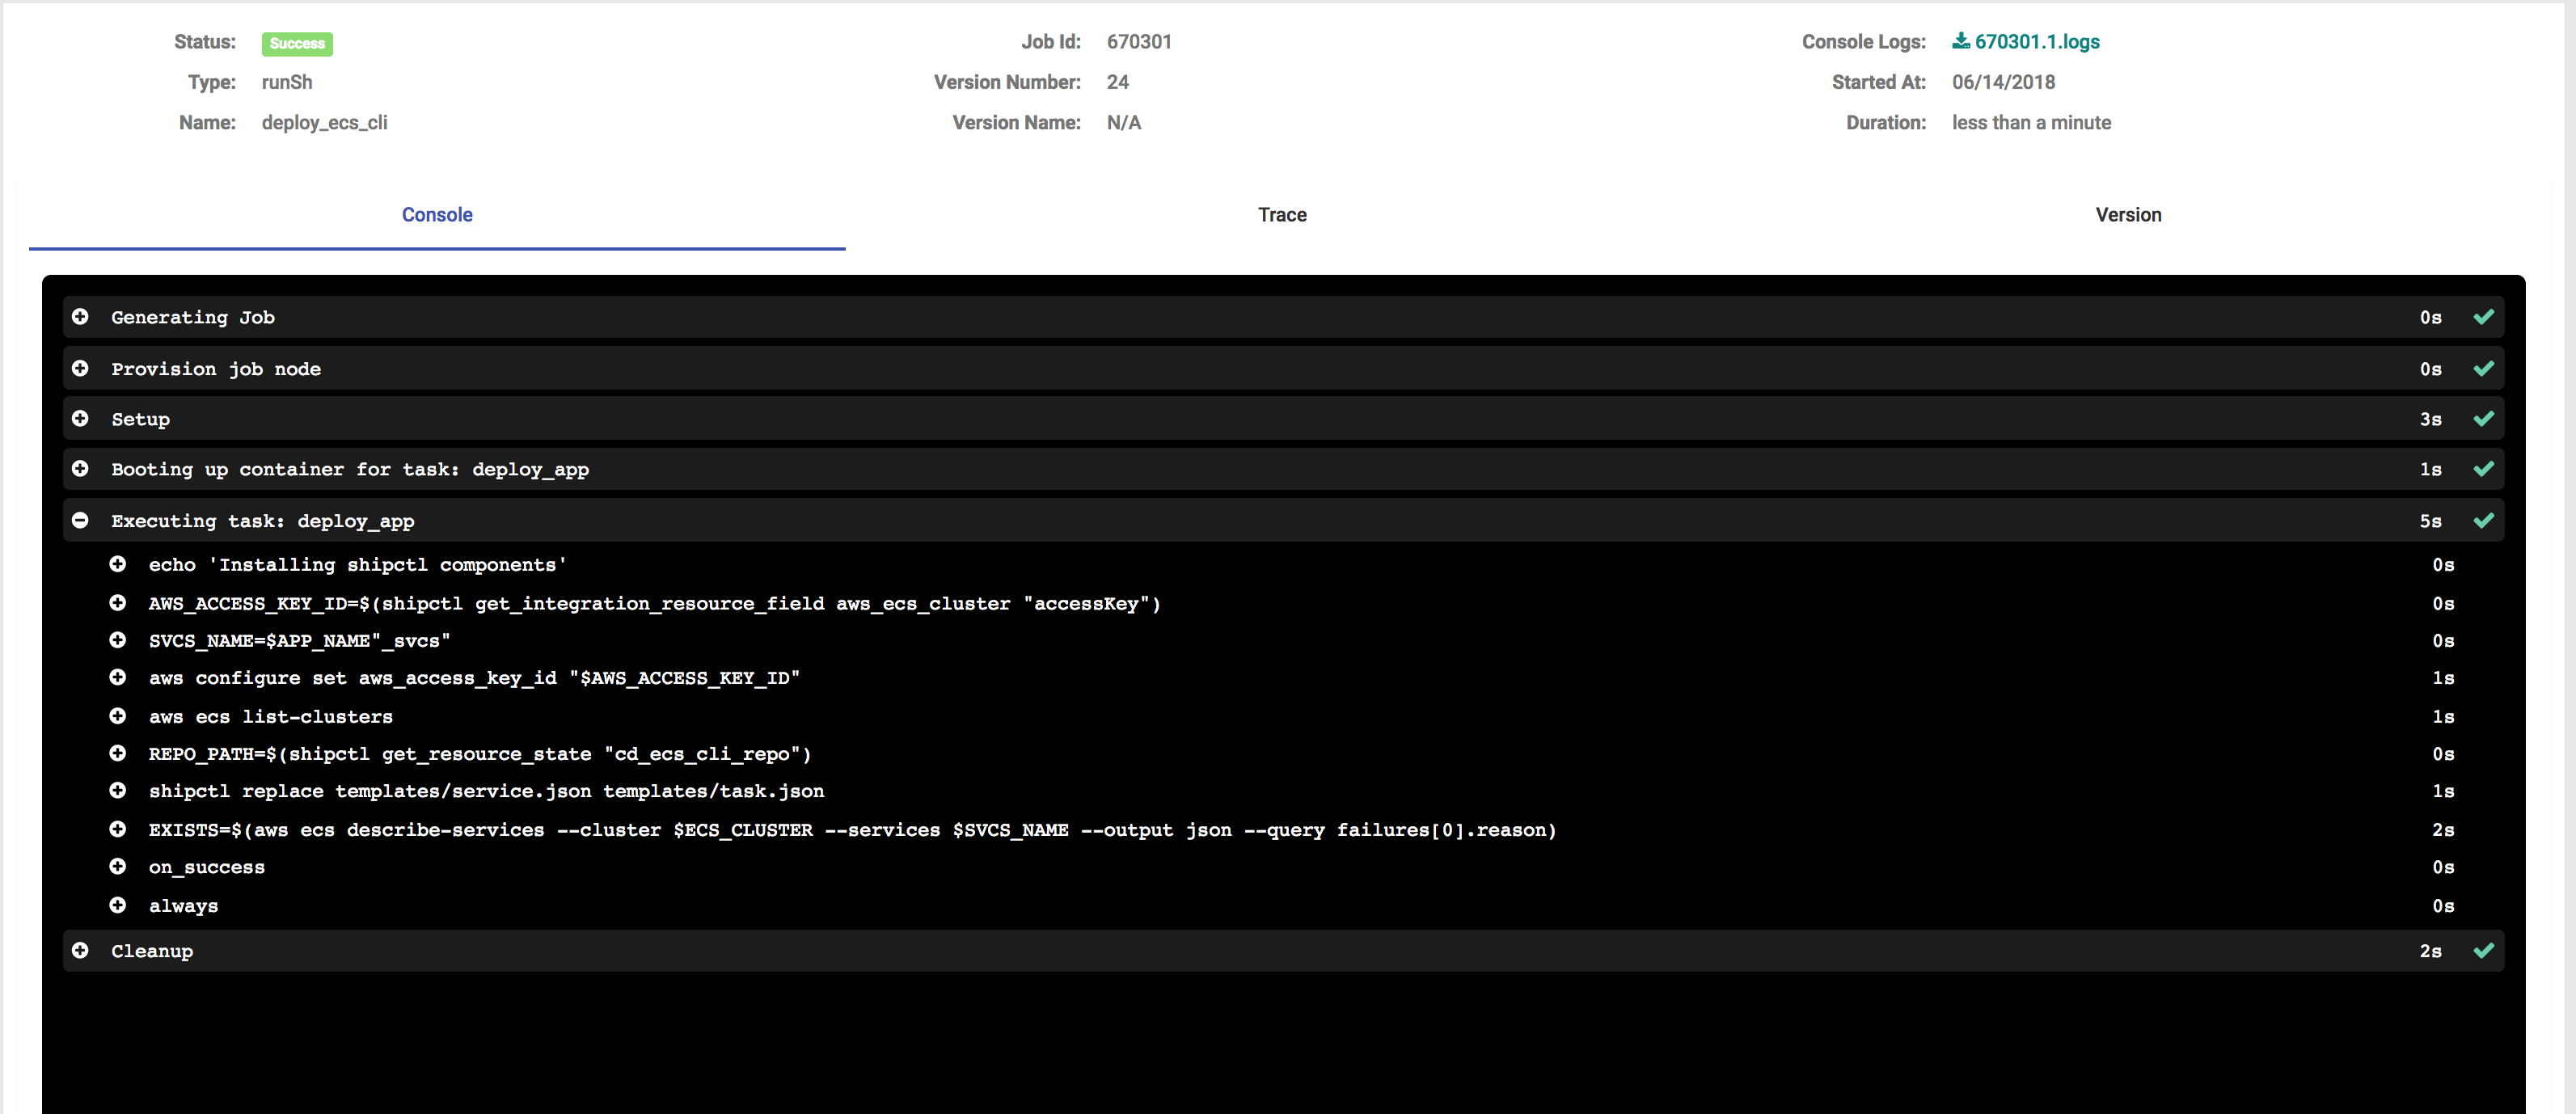 Status: Success Job Id: 670301 Console Logs: 670301.1.logs
Type: runSh Version Number: 24 Started At: 06/14/2018
Name: deploy_ecs_cli Version Name: N/A Duration: less than a minute
Console Trace Version
Generating Job 0s
Provision job node 0s
Setup 3s
Booting up container for task: deploy_app 1s
Executing task: deploy_app 5s
echo 'Installing shipctl components' 0s
AWS_ACCESS_KEY_ID=$(shipctl get_integration_resource_field aws_ecs_cluster "accessKey") 0s
SVCS_NAME=$APP_NAME"_svcs" 0s
aws configure set aws_access_key_id "$AWS_ACCESS_KEY_ID" 1s
aws ecs list-clusters 1s
REPO_PATH=$(shipctl get_resource_state "cd_ecs_cli_repo") 0s
shipctl replace templates/service.json templates/task.json 1s
EXISTS=$(aws ecs describe-services --cluster $ECS_CLUSTER --services $SVCS_NAME --output json --query failures[0].reason) 2s
on_success 0s
always 0s
Cleanup 2s